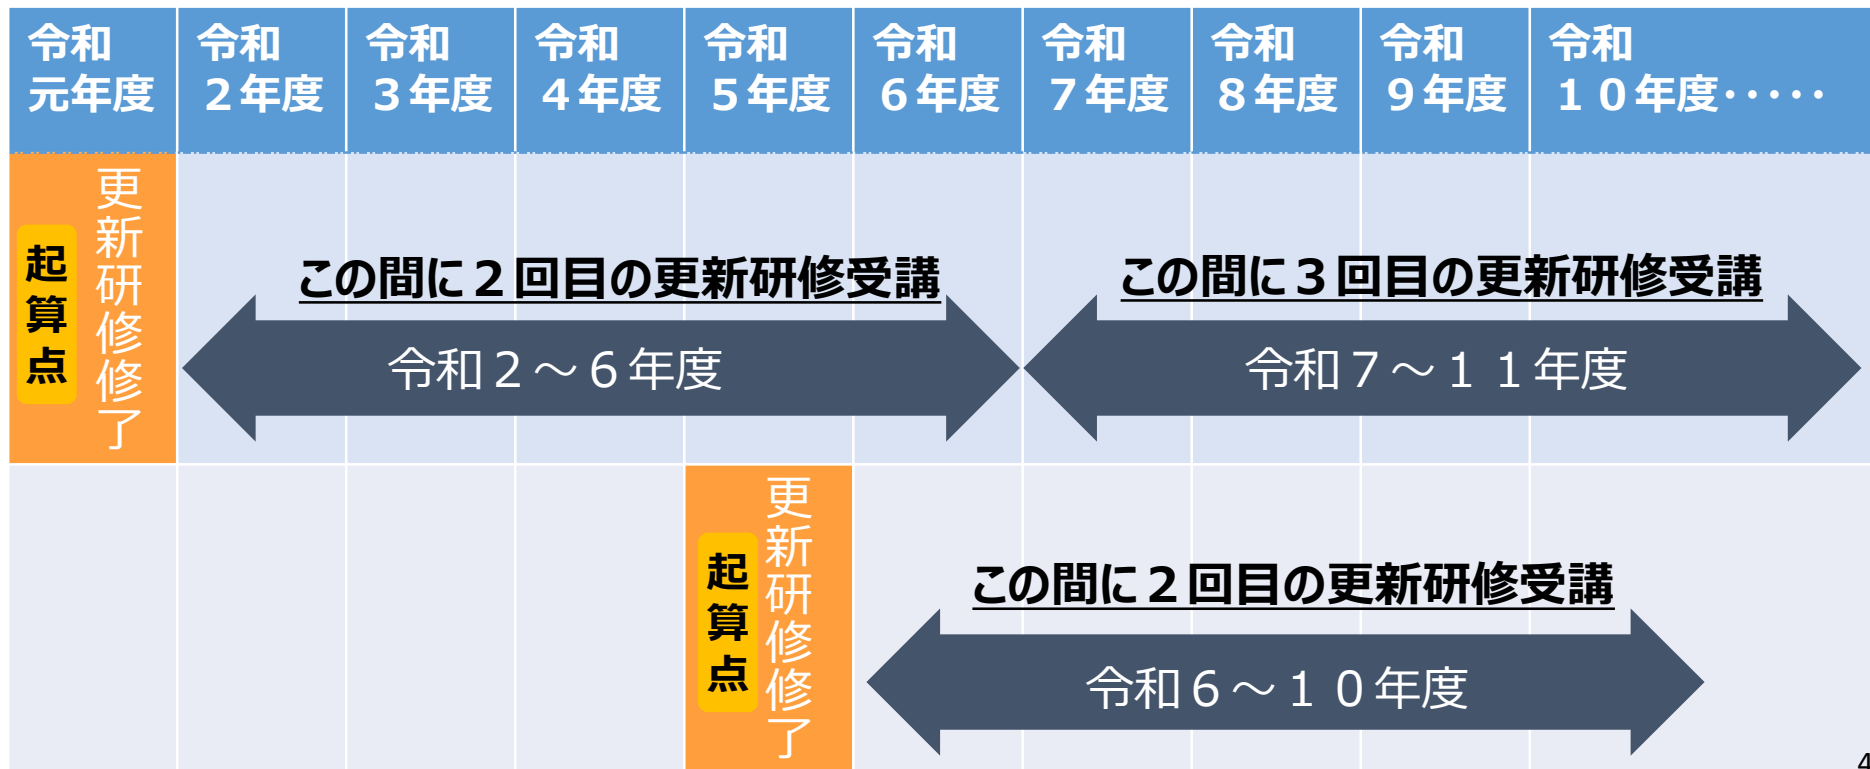 令和
元年度
令和
２年度
令和
３年度
令和
４年度
令和
５年度
令和
６年度
令和
７年度
令和
８年度
令和
９年度
令和
１０年度・・・・・
起算点
更新研修修了
この間に２回目の更新研修受講
令和２～６年度
この間に３回目の更新研修受講
令和７～１１年度
起算点
更新研修修了
この間に２回目の更新研修受講
令和６～１０年度
4